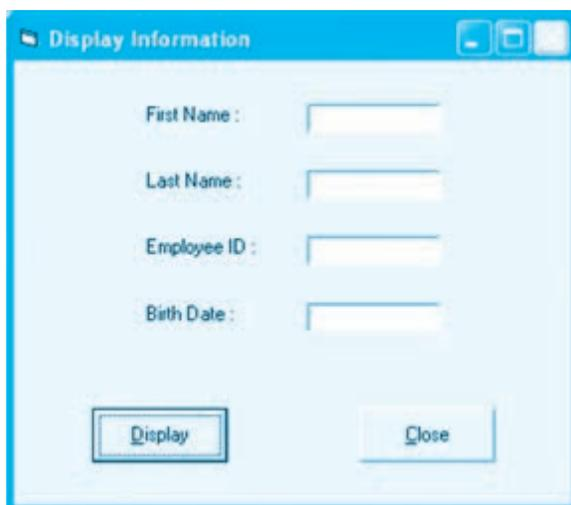 Display Information
First Name :
Last Name :
Employee ID :
Birth Date :
Display
Close